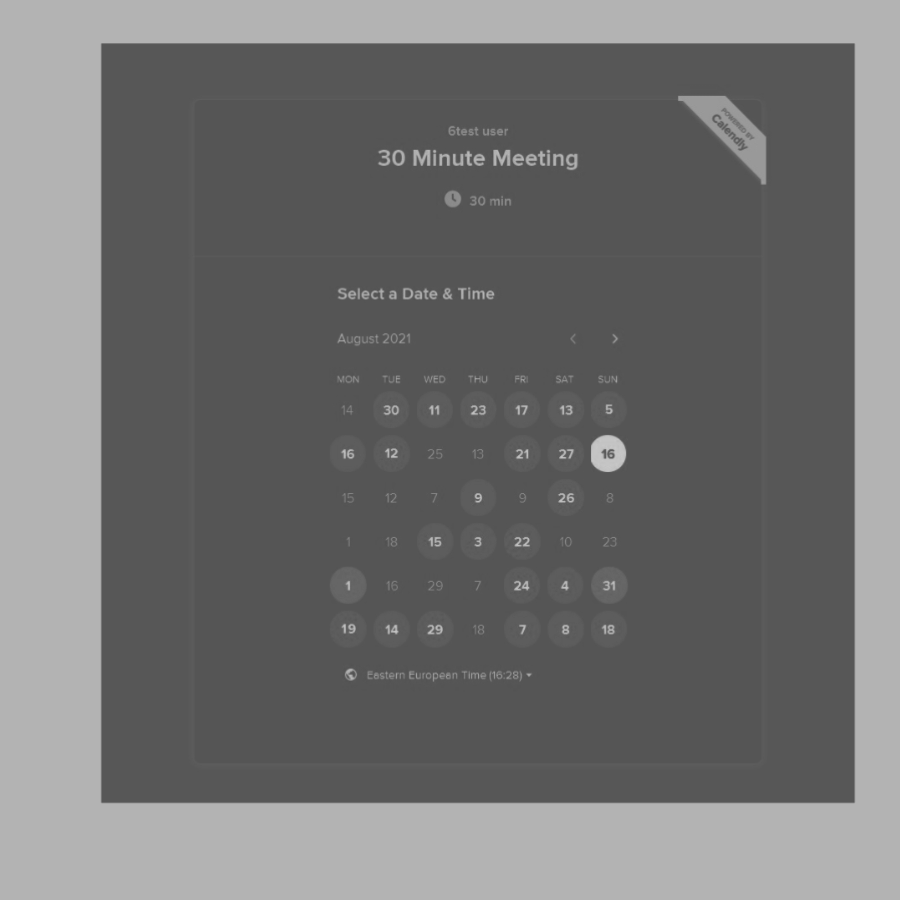 POWERED BY
Calendly
6test user
30 Minute Meeting
30 min
Select a Date & Time
August 2021
MON TUE WED THU FRI SAT SUN
14 30 11 23 17 13 5
16 12 25 13 21 27 16
15 12 7 9 9 26 8
1 18 15 3 22 10 23
1 16 29 7 24 4 31
19 14 29 18 7 8 18
Eastern European Time (16:28)